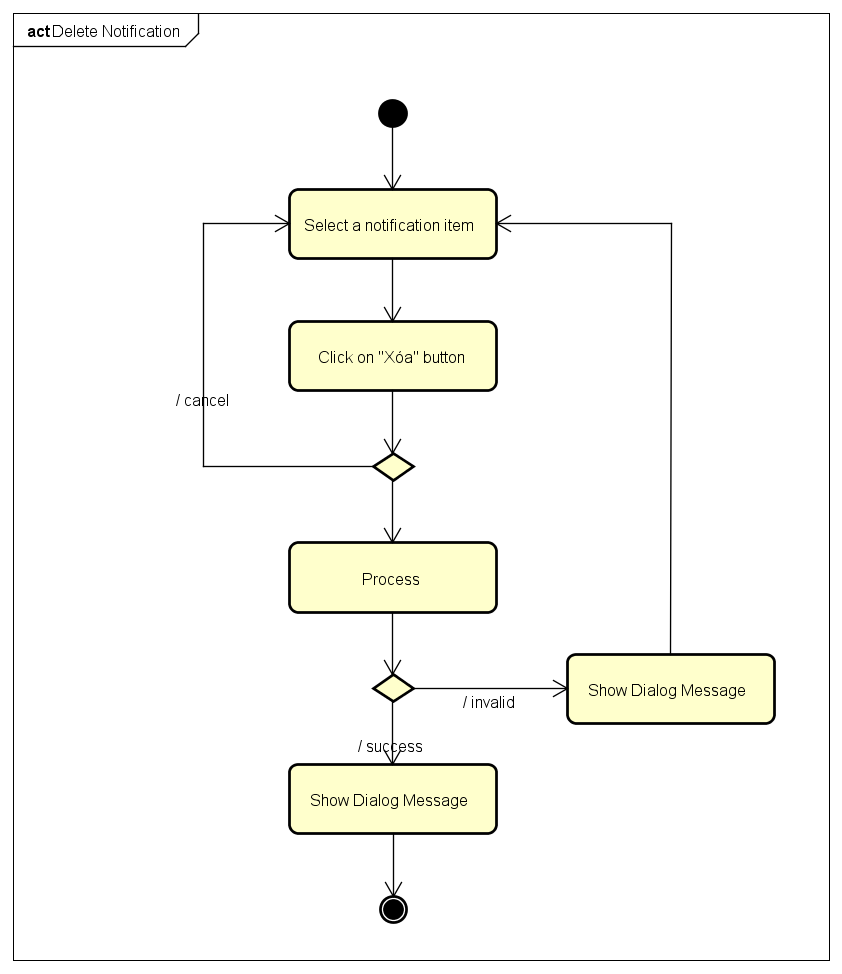 act Delete Notification
Select a notification item
Click on "Xóa" button
/ cancel
Process
/ invalid
Show Dialog Message
/ success
Show Dialog Message